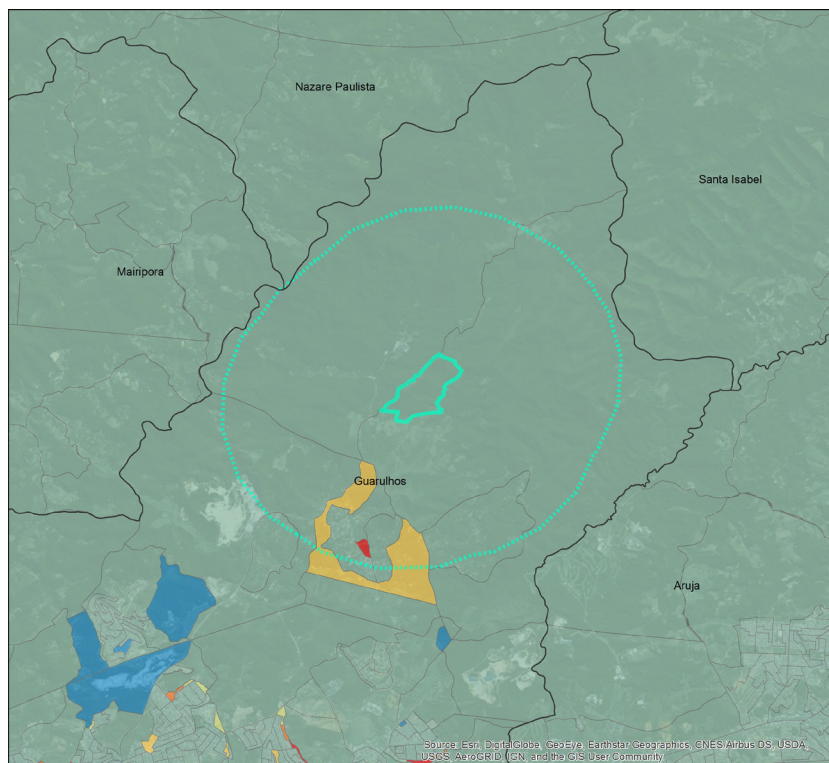 Nazare Paulista
Santa Isabel
Mairipora
Guarulhos
Aruja
Source: Esri, DigitalGlobe, GeoEye, Earthstar Geographics, CNES/Airbus DS, USDA,
USGS, AeroGRID, IGN, and the GIS User Community